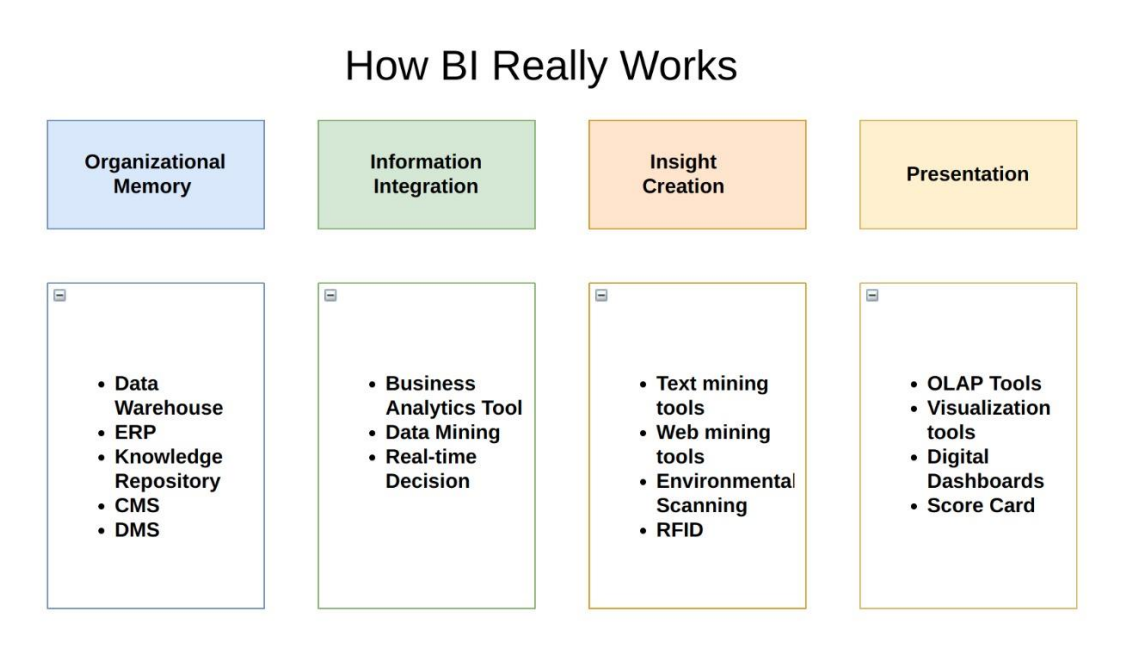 How BI Really Works
Organizational
Memory
Information
Integration
Insight
Creation
Presentation
• Data
Warehouse
• ERP
• Knowledge
Repository
• CMS
• DMS
• Business
Analytics Tool
• Data Mining
• Real-time
Decision
• Text mining
tools
• Web mining
tools
• Environmental
Scanning
• RFID
• OLAP Tools
• Visualization
tools
• Digital
Dashboards
• Score Card